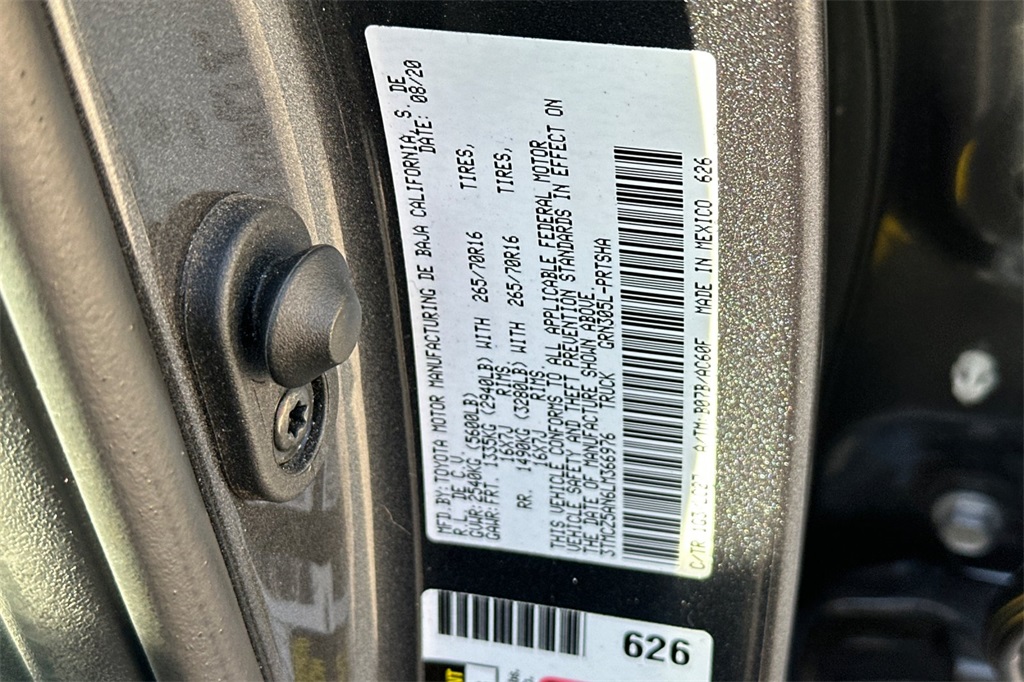 MFD.BY:TOYOTA MOTOR MANUFACTURING DE BAJA CALIFORNIA, S. DE
R.L. DE C.V. DATE: 08/20
GVWR:2540KG (5600LB)
GAWR:FRT. 1335KG (2940LB) WITH 265/70R16 TIRES,
16X7J RIMS
RR. 1490KG (3280LB) WITH 265/70R16 TIRES,
16X7J RIMS.
THIS VEHICLE CONFORMS TO ALL APPLICABLE FEDERAL MOTOR
VEHICLE SAFETY AND THEFT PREVENTION STANDARDS IN EFFECT ON
THE DATE OF MANUFACTURE SHOWN ABOVE.
3TMCZ5AN6LM366976 TRUCK GRN305L-PRTSHA
C/TR A/TM:B07B/AC60F MADE IN MEXICO 626
626